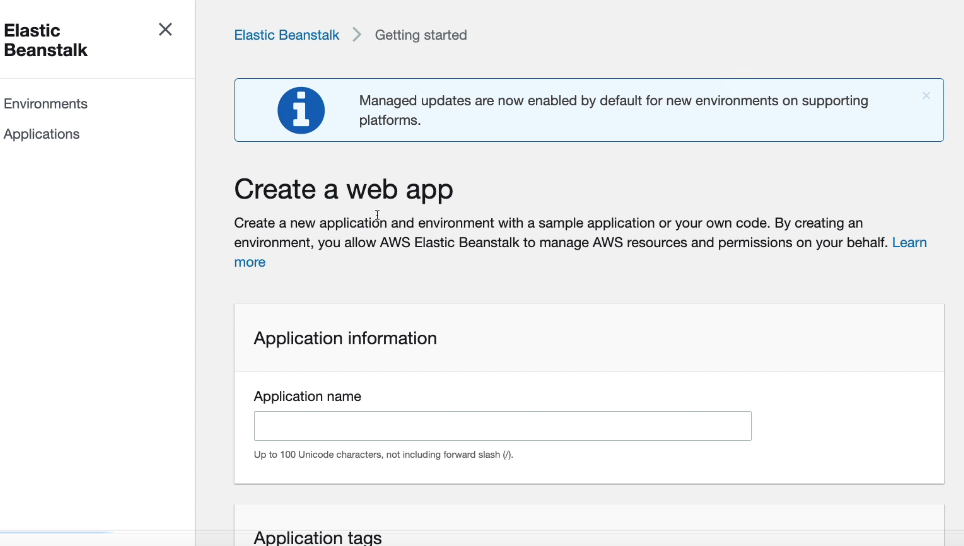 Elastic
Beanstalk
Environments
Applications
Elastic Beanstalk > Getting started
Managed updates are now enabled by default for new environments on supporting
platforms.
Create a web app
Create a new application and environment with a sample application or your own code. By creating an
environment, you allow AWS Elastic Beanstalk to manage AWS resources and permissions on your behalf. Learn
more
Application information
Application name
Up to 100 Unicode characters, not including forward slash (/).
Application tags